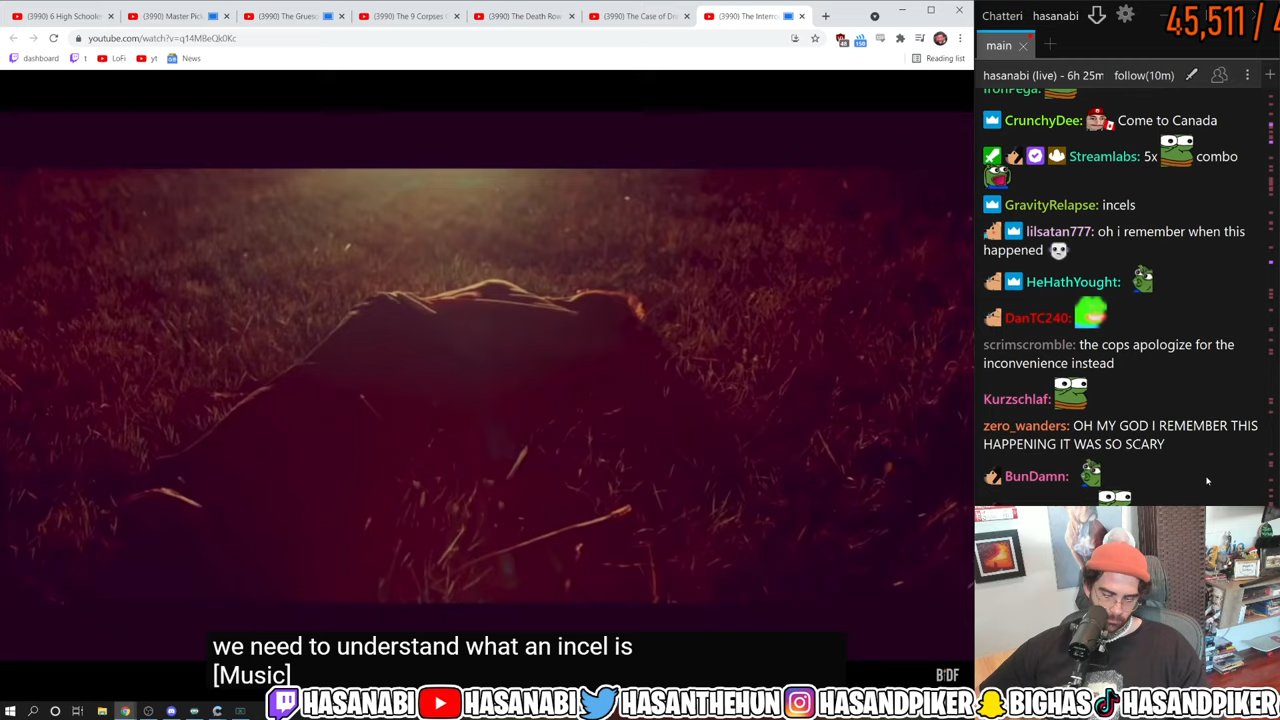 (3990) 6 High Schoole
(3990) Master Pic
(3990) The Grueso
(3990) The 9 Corpses C
(3990) The Death Row
(3990) The Case of Dr
(3990) The Interro
youtube.com/watch?v=q14MBeQk0Kc
dashboard
t
LoFi
yt
News
Reading list
Chatteri
hasanabi
45,511 /
main
hasanabi (live) - 6h 25m
follow(10m)
IronPega:
CrunchyDee: Come to Canada
Streamlabs: 5x combo
GravityRelapse: incels
lilsatan777: oh i remember when this
happened
HeHathYought:
DanTC240:
scrimscromble: the cops apologize for the
inconvenience instead
Kurzschlaf:
zero_wanders: OH MY GOD I REMEMBER THIS
HAPPENING IT WAS SO SCARY
BunDamn:
we need to understand what an incel is
[Music]
HASANABI HASANABI HASANTHEHUN HASANDPIKER BIGHAS HASANDPIKER